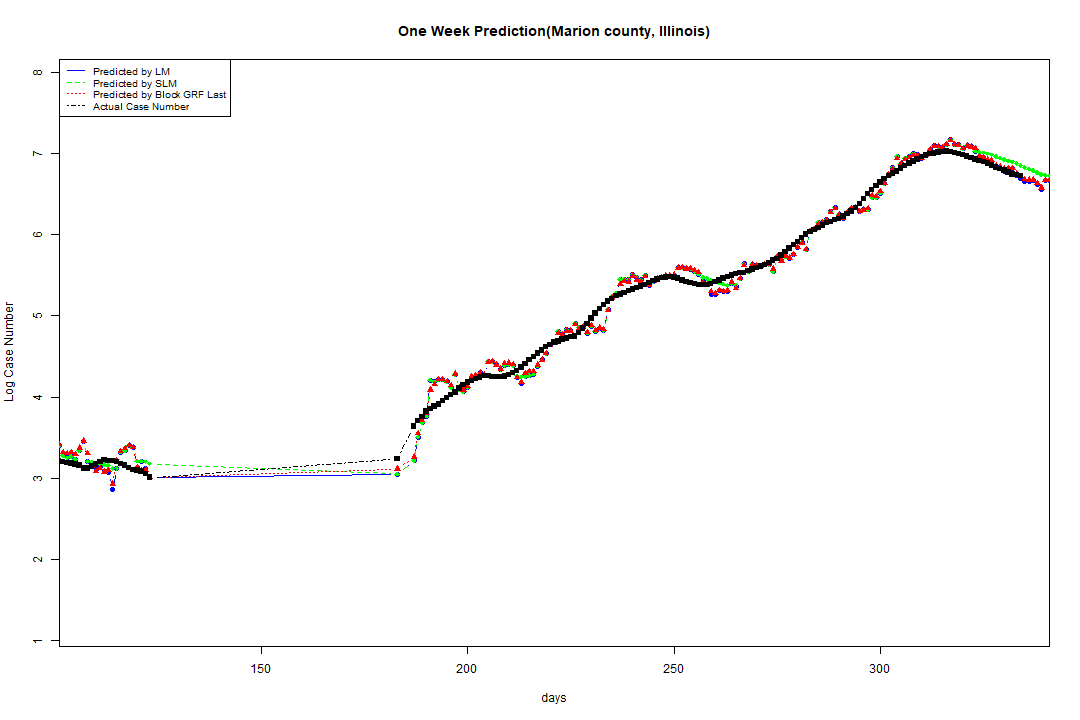 One Week Prediction(Marion county, Illinois)
Predicted by LM
Predicted by SLM
Predicted by Block GRF Last
Actual Case Number
8
7
6
5
4
3
2
1
Log Case Number
150 200 250 300
days